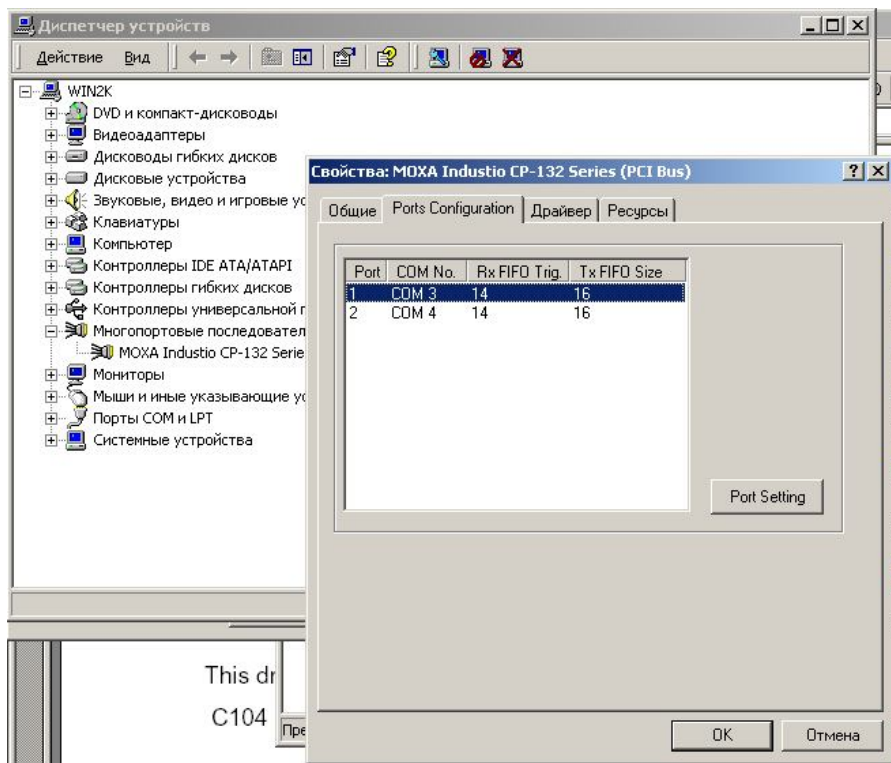 Диспетчер устройств
Действие Вид
WIN2K
DVD и компакт-дисководы
Видеоадаптеры
Дисководы гибких дисков
Дисковые устройства
Звуковые, видео и игровые ус
Клавиатуры
Компьютер
Контроллеры IDE ATA/ATAPI
Контроллеры гибких дисков
Контроллеры универсальной п
Многопортовые последовател
MOXA Industio CP-132 Serie
Мониторы
Мыши и иные указывающие ус
Порты COM и LPT
Системные устройства
Свойства: MOXA Industio CP-132 Series (PCI Bus)
Общие Ports Configuration Драйвер Ресурсы
Port COM No. Rx FIFO Trig. Tx FIFO Size
1 COM 3 14 16
2 COM 4 14 16
Port Setting
OK Отмена
This dr
C104
Пре